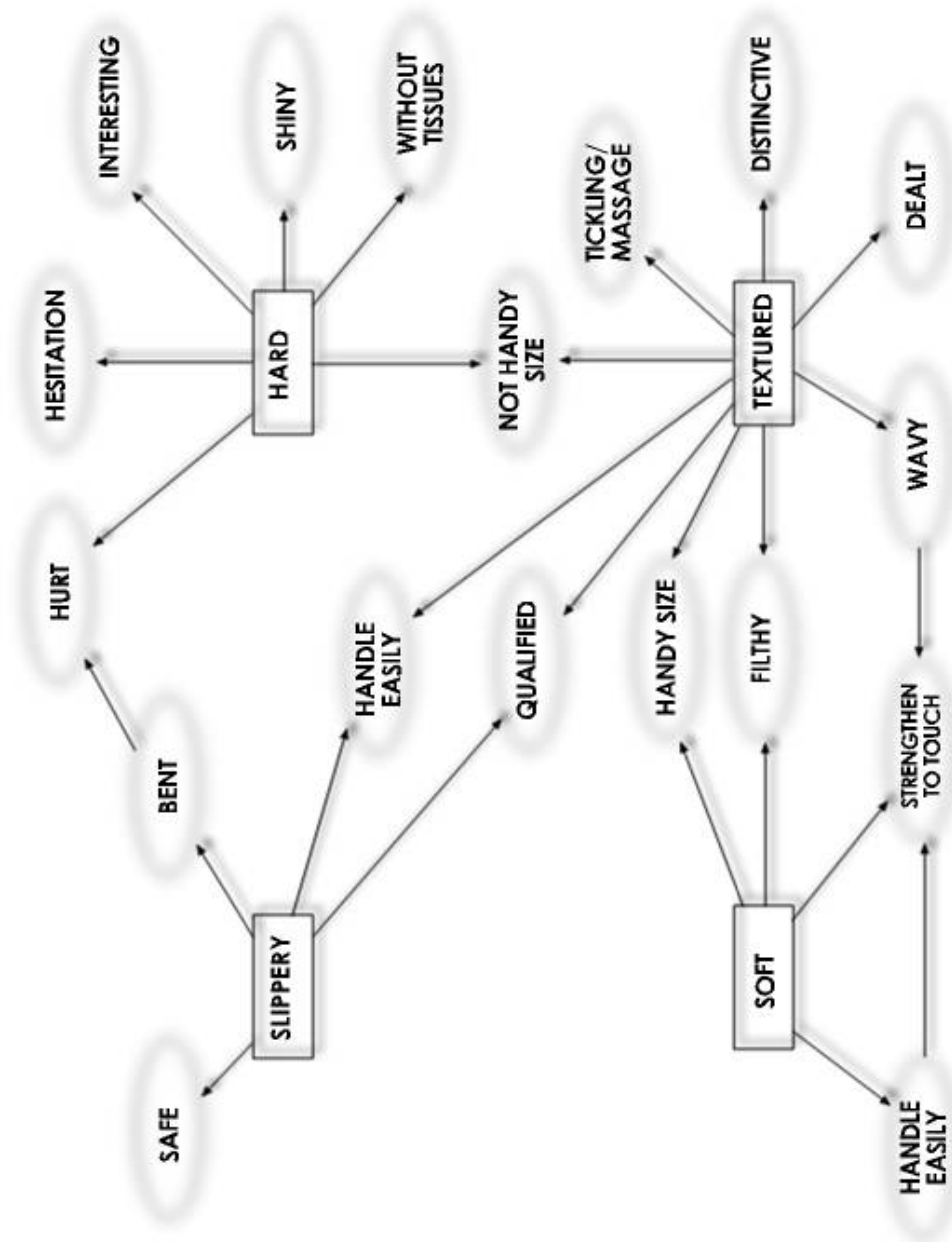 HURT
HESITATION
INTERESTING
SAFE
BENT
SLIPPERY
HARD
SHINY
HANDLE
EASILY
WITHOUT
TISSUES
QUALIFIED
NOT HANDY
SIZE
TICKLING/
MASSAGE
HANDY SIZE
SOFT
FILTHY
TEXTURED
DISTINCTIVE
HANDLE
EASILY
STRENGTHEN
TO TOUCH
WAVY
DEALT